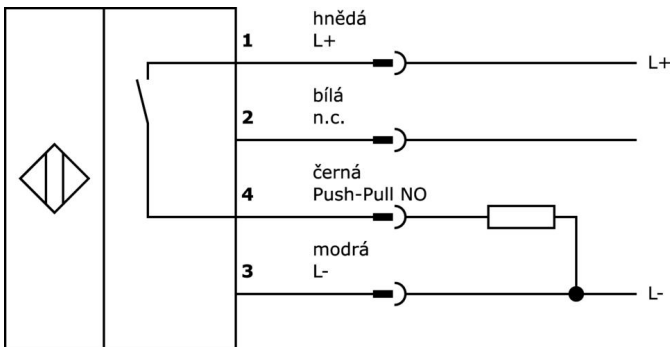 hnědá
1 L+ L+
bílá
2 n.c.
černá
4 Push-Pull NO
modrá
3 L- L-